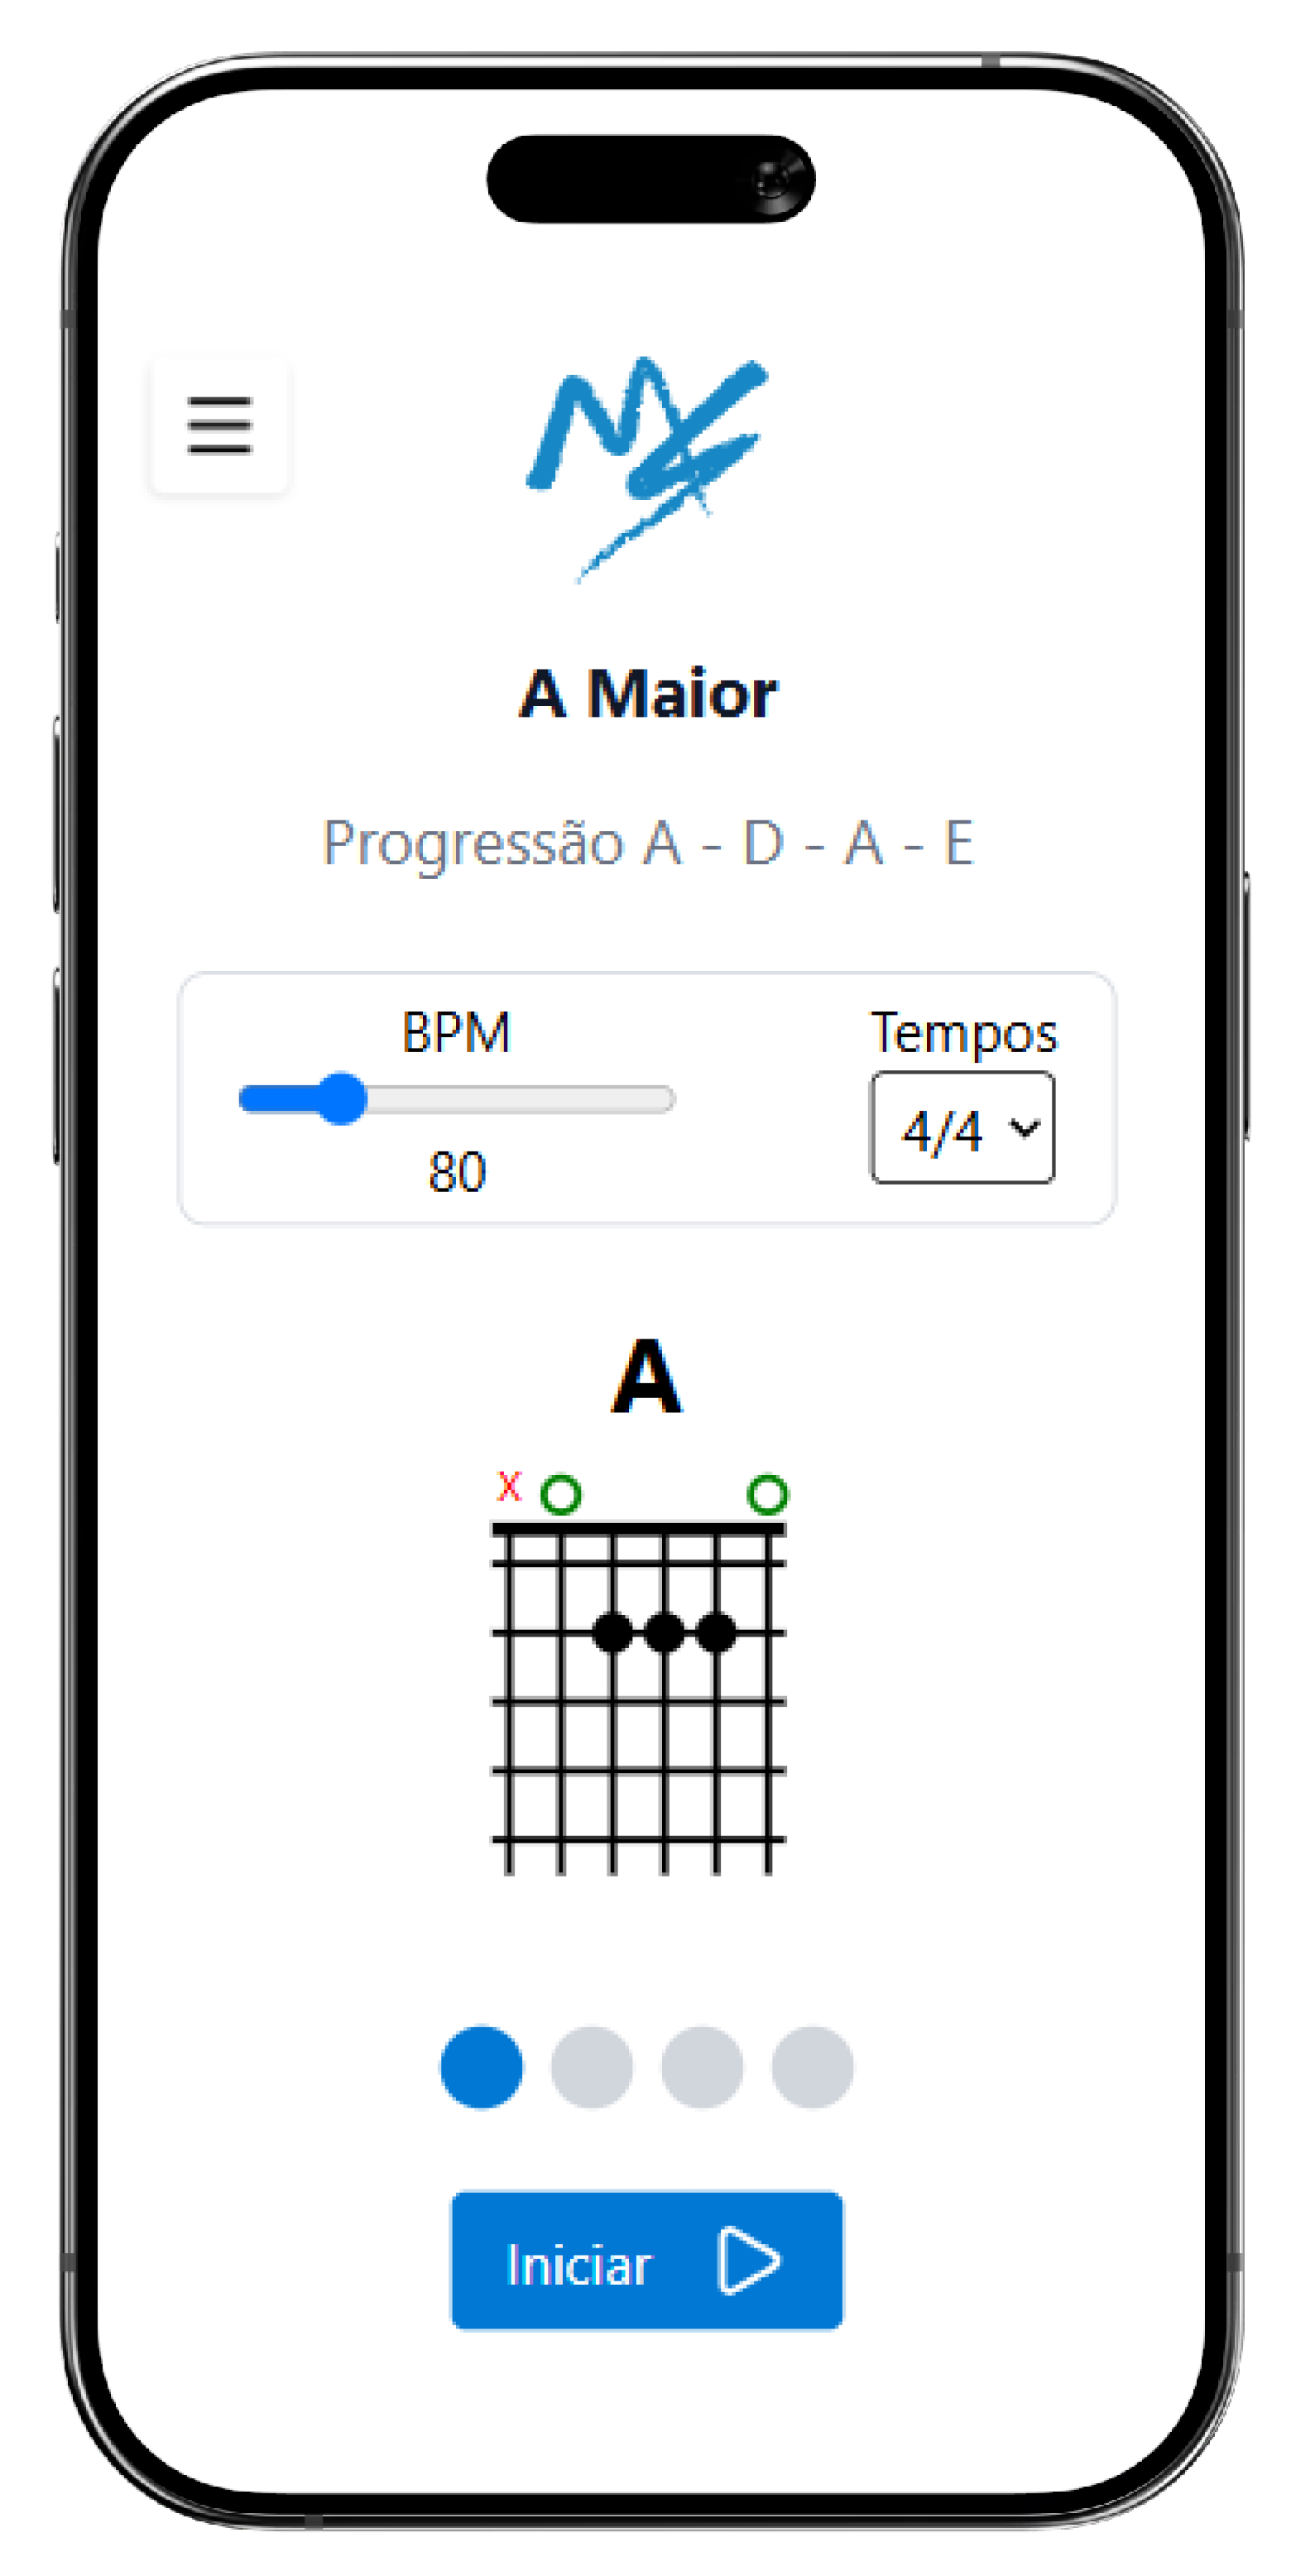 A Maior
Progressão A - D - A - E
BPM
Tempos
80
4/4
A
x
Iniciar